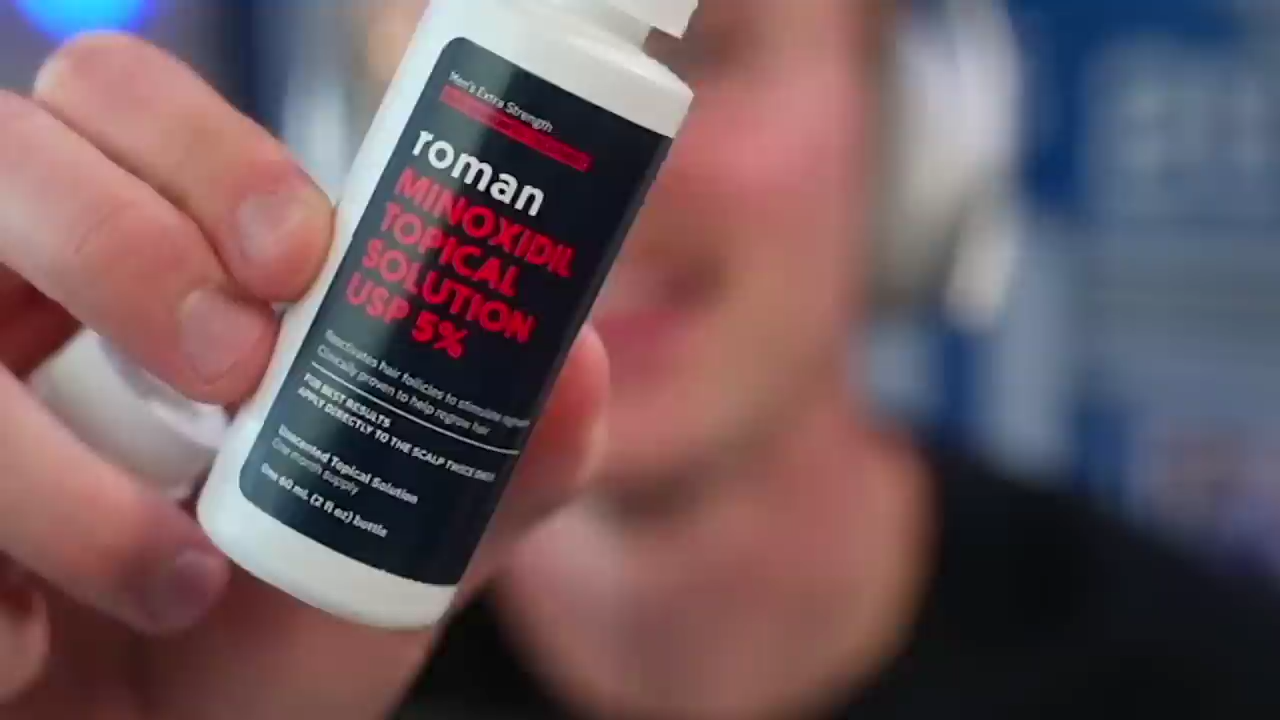 Men's Extra Strength
roman
MINOXIDIL
TOPICAL
SOLUTION
USP 5%
Reactivates hair follicles to stimulate
Clinically proven to help regrow hair
FOR BEST RESULTS
APPLY DIRECTLY TO THE SCALP TWICE
Unscented Topical Solution
One month supply
One 60 mL (2 fl oz) bottle